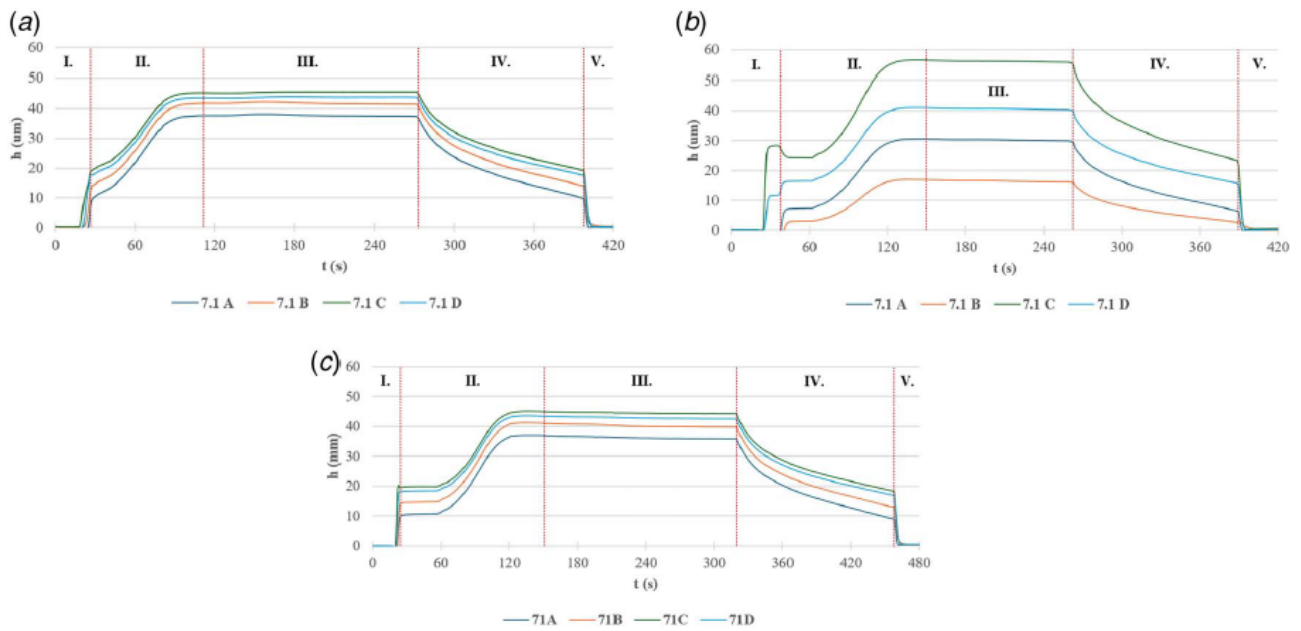 (a)
60
50
40
30
20
10
0
h (um)
I. II. III. IV. V.
0 60 120 180 240 300 360 420
t (s)
7.1 A 7.1 B 7.1 C 7.1 D
(b)
60
50
40
30
20
10
0
h (um)
I. II. III. IV. V.
0 60 120 180 240 300 360 420
t (s)
7.1 A 7.1 B 7.1 C 7.1 D
(c)
60
50
40
30
20
10
0
h (mm)
I. II. III. IV. V.
0 60 120 180 240 300 360 420 480
t (s)
71A 71B 71C 71D